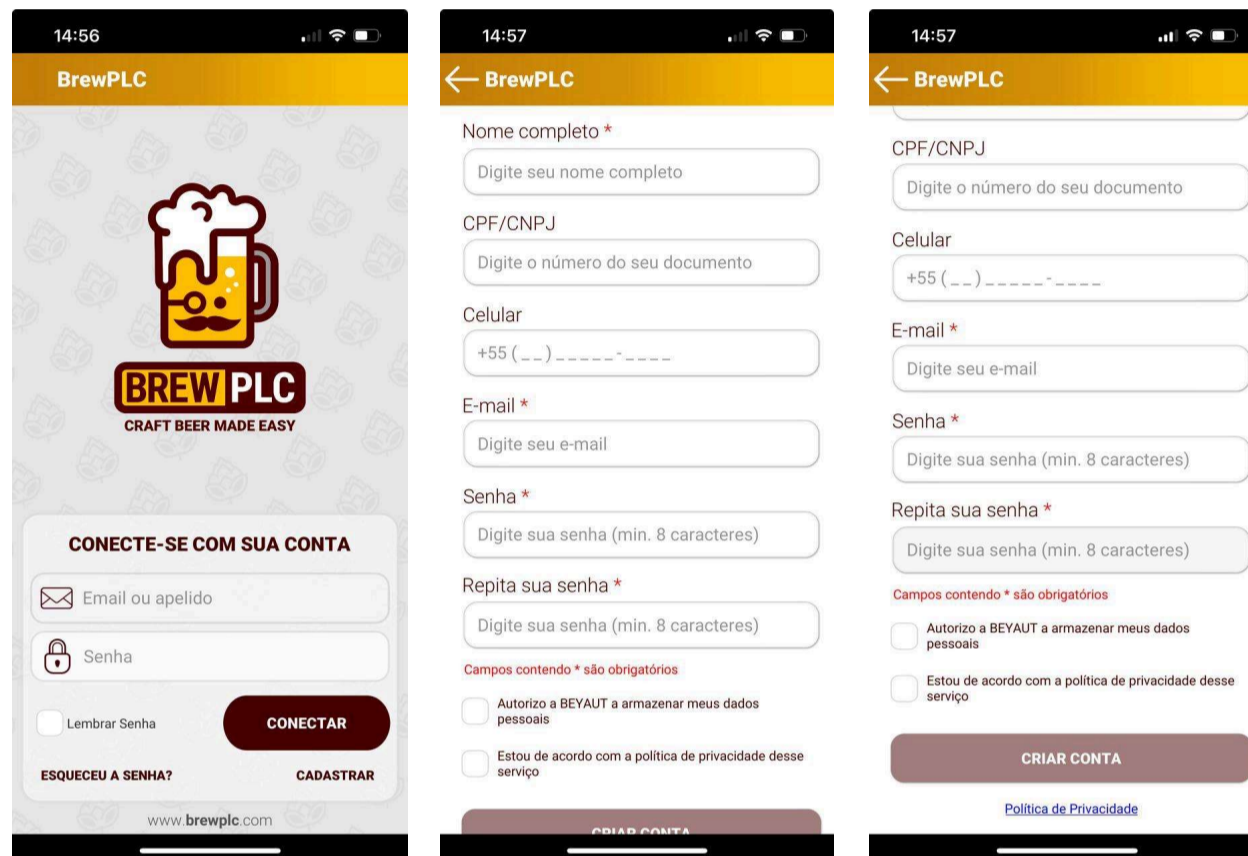 14:56
BrewPLC
BREW PLC
CRAFT BEER MADE EASY
CONECTE-SE COM SUA CONTA
Email ou apelido
Senha
Lembrar Senha
CONECTAR
ESQUECEU A SENHA?
CADASTRAR
www.brewplc.com
14:57
BrewPLC
Nome completo *
Digite seu nome completo
CPF/CNPJ
Digite o número do seu documento
Celular
+55 (__)_____-____
E-mail *
Digite seu e-mail
Senha *
Digite sua senha (min. 8 caracteres)
Repita sua senha *
Digite sua senha (min. 8 caracteres)
Campos contendo * são obrigatórios
Autorizo a BEYAUT a armazenar meus dados
pessoais
Estou de acordo com a política de privacidade desse
serviço
CRIAR CONTA
14:57
BrewPLC
CPF/CNPJ
Digite o número do seu documento
Celular
+55 (__)_____-____
E-mail *
Digite seu e-mail
Senha *
Digite sua senha (min. 8 caracteres)
Repita sua senha *
Digite sua senha (min. 8 caracteres)
Campos contendo * são obrigatórios
Autorizo a BEYAUT a armazenar meus dados
pessoais
Estou de acordo com a política de privacidade desse
serviço
CRIAR CONTA
Política de Privacidade